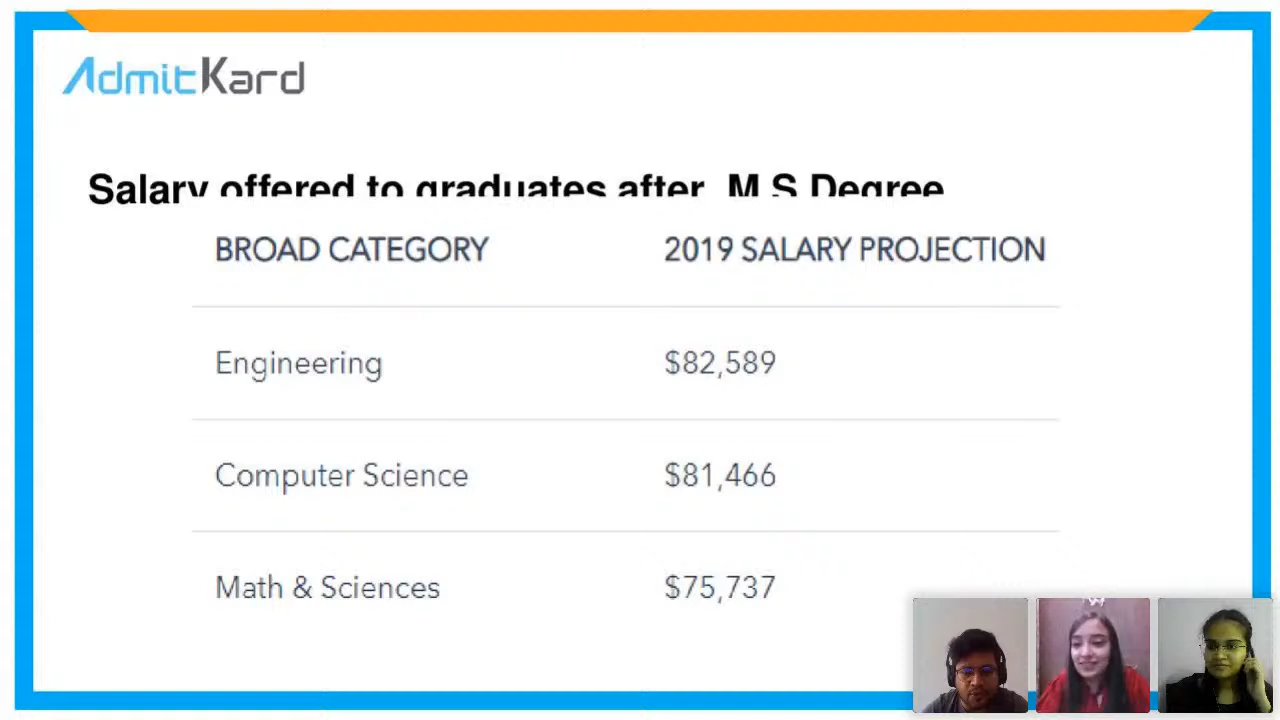 AdmitKard
Salary offered to graduates after M S Degree
BROAD CATEGORY 2019 SALARY PROJECTION
Engineering $82,589
Computer Science $81,466
Math & Sciences $75,737